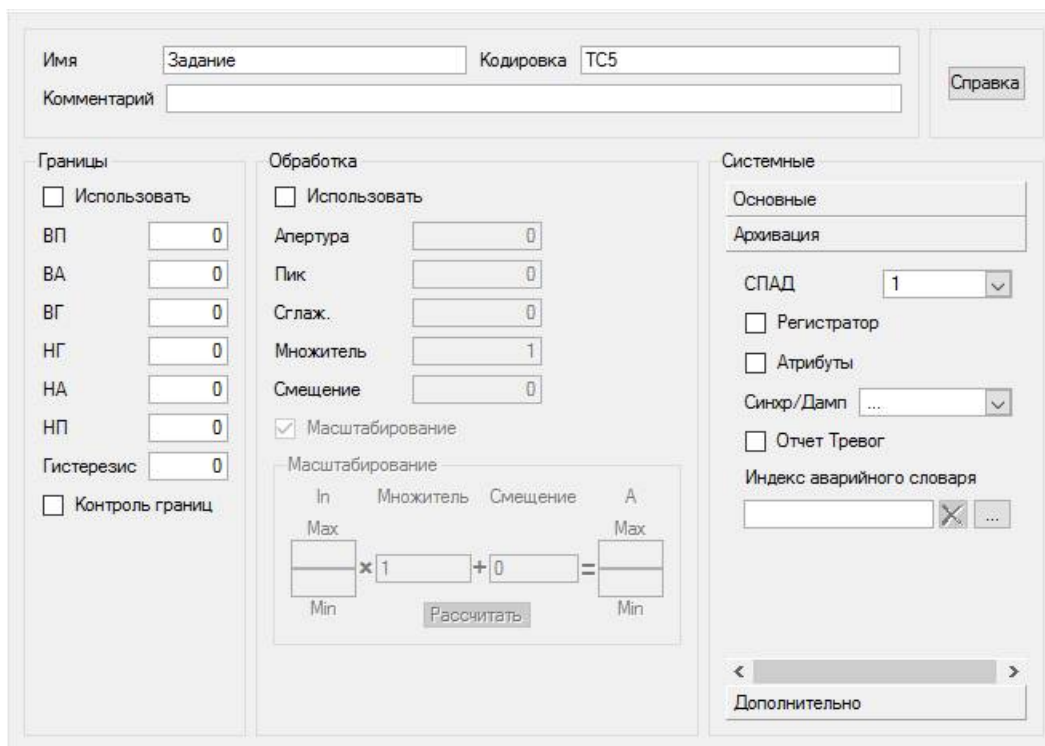 Имя Задание Кодировка TC5
Комментарий
Справка
Границы
Использовать
ВП 0
ВА 0
ВГ 0
НГ 0
НА 0
НП 0
Гистерезис 0
Контроль границ
Обработка
Использовать
Апертура 0
Пик 0
Сглаж. 0
Множитель 1
Смещение 0
Масштабирование
Масштабирование
In Множитель Смещение A
Max Max
× 1 + 0 =
Min Min
Рассчитать
Системные
Основные
Архивация
СПАД 1
Регистратор
Атрибуты
Синхр/Дамп ...
Отчет Тревог
Индекс аварийного словаря
...
Дополнительно